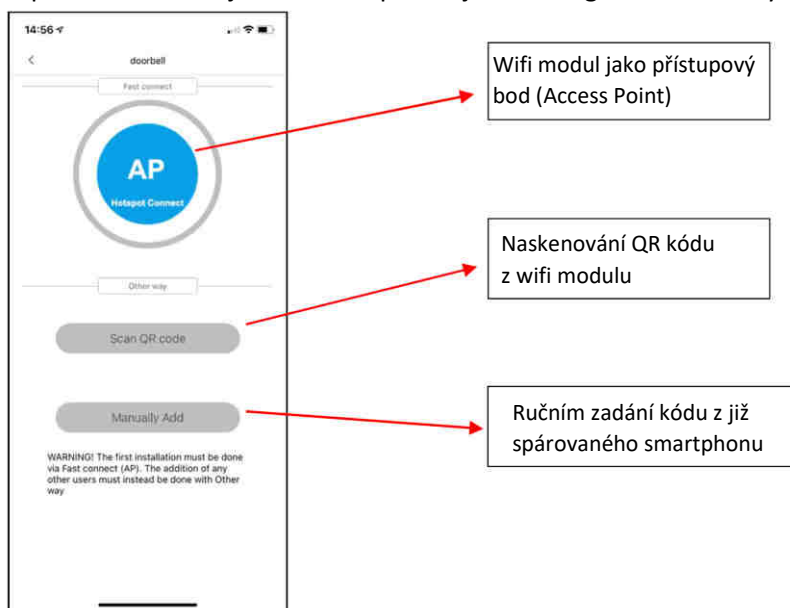 14:56
doorbell
Fast connect
AP
Hotspot Connect
Other way
Scan QR code
Manually Add
WARNING! The first installation must be done
via Fast connect (AP). The addition of any
other users must instead be done with Other
way
Wifi modul jako přístupový
bod (Access Point)
Naskenování QR kódu
z wifi modulu
Ručním zadání kódu z již
spárovaného smartphonu